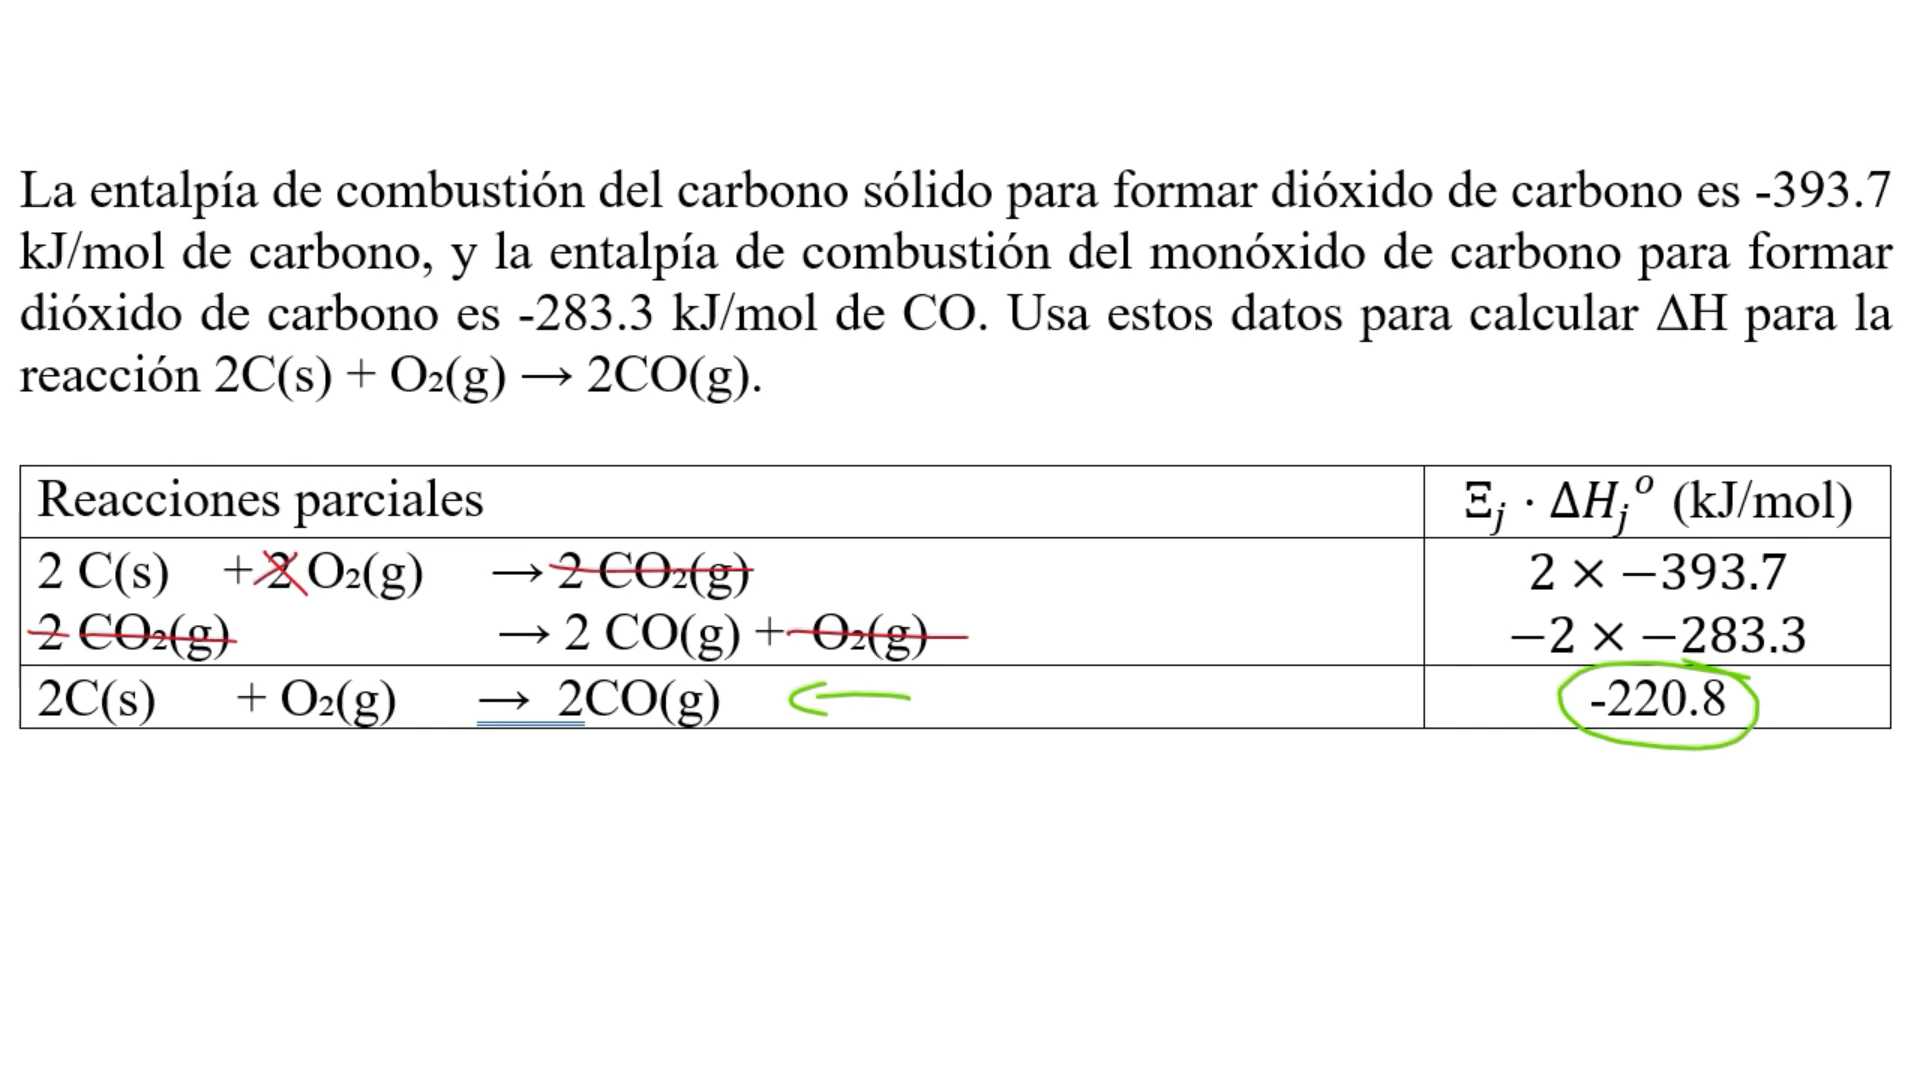 La entalpía de combustión del carbono sólido para formar dióxido de carbono es -393.7
kJ/mol de carbono, y la entalpía de combustión del monóxido de carbono para formar
dióxido de carbono es -283.3 kJ/mol de CO. Usa estos datos para calcular ΔH para la
reacción 2C(s) + O₂(g) → 2CO(g).
Reacciones parciales Ξⱼ · ΔHⱼ° (kJ/mol)
2 C(s) + 2 O₂(g) → 2 CO₂(g) 2 × −393.7
2 CO₂(g) → 2 CO(g) + O₂(g) −2 × −283.3
2C(s) + O₂(g) → 2CO(g) -220.8